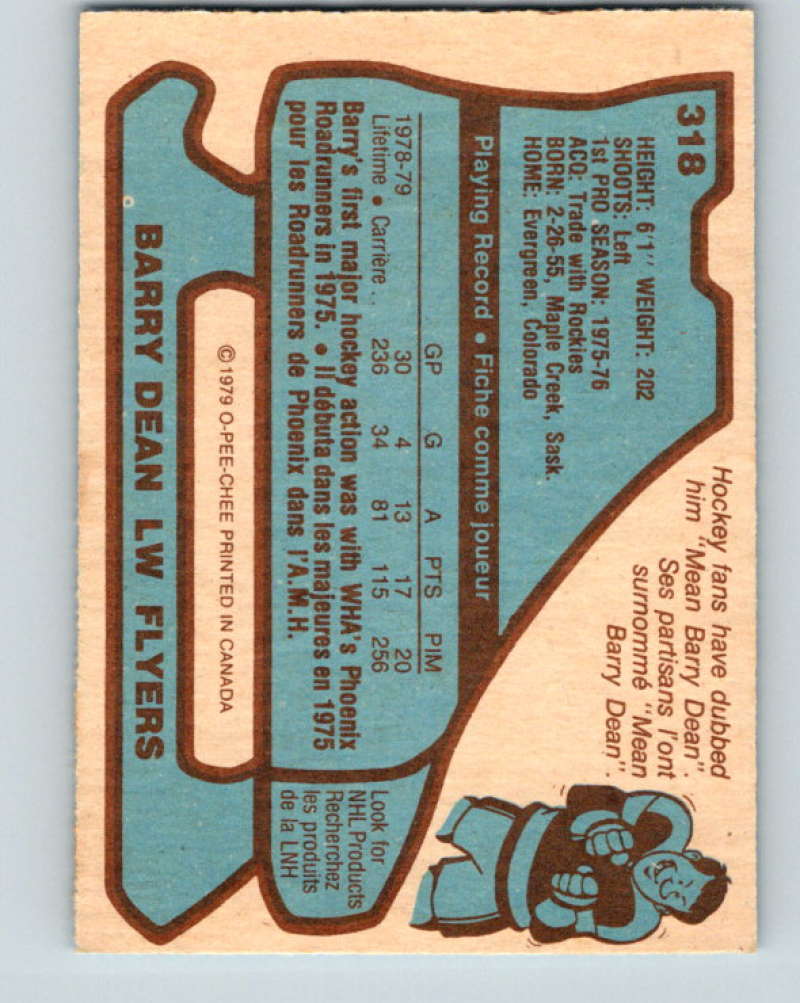 318
HEIGHT: 6'1" WEIGHT: 202
SHOOTS: Left
1st PRO SEASON: 1975-76
ACQ: Trade with Rockies
BORN: 2-26-55, Maple Creek, Sask.
HOME: Evergreen, Colorado
Hockey fans have dubbed
him "Mean Barry Dean".
Ses partisans l'ont
surnommé "Mean
Barry Dean".
Playing Record • Fiche comme joueur
GP G A PTS PIM
1978-79 30 4 13 17 20
Lifetime • Carrière .. 236 34 81 115 256
Barry's first major hockey action was with WHA's Phoenix
Roadrunners in 1975. • Il débuta dans les majeures en 1975
pour les Roadrunners de Phoenix dans l'A.M.H.
Look for
NHL Products
Recherchez
les produits
de la LNH
© 1979 O-PEE-CHEE PRINTED IN CANADA
BARRY DEAN LW FLYERS